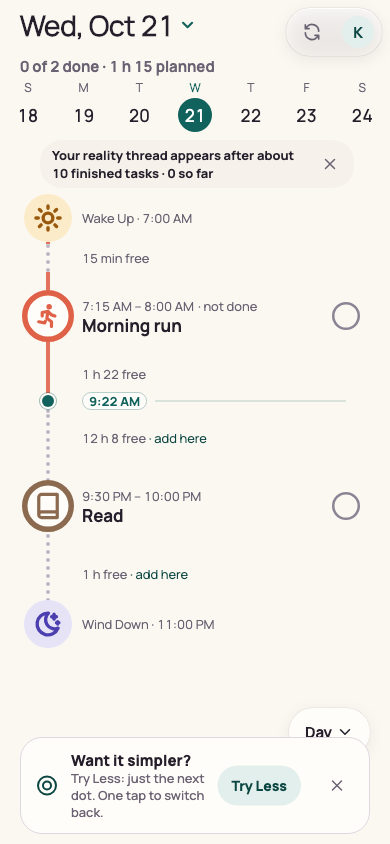 Wed, Oct 21
K
0 of 2 done · 1 h 15 planned
S M T W T F S
18 19 20 21 22 23 24
Your reality thread appears after about
10 finished tasks · 0 so far
Wake Up · 7:00 AM
15 min free
7:15 AM – 8:00 AM · not done
Morning run
1 h 22 free
9:22 AM
12 h 8 free · add here
9:30 PM – 10:00 PM
Read
1 h free · add here
Wind Down · 11:00 PM
Day
Want it simpler?
Try Less: just the next
dot. One tap to switch
back.
Try Less